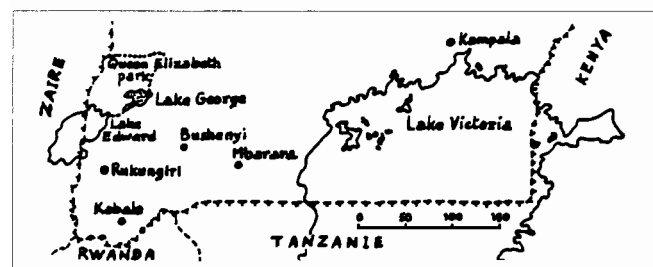 Kampala
Queen Elizabeth
park
ZAIRE
KENYA
Lake George
Lake
Edward
Lake Victoria
Bushenyi
Mbarana
Rukungiri
Kabale
0 50 100 150
TANZANIE
RWANDA